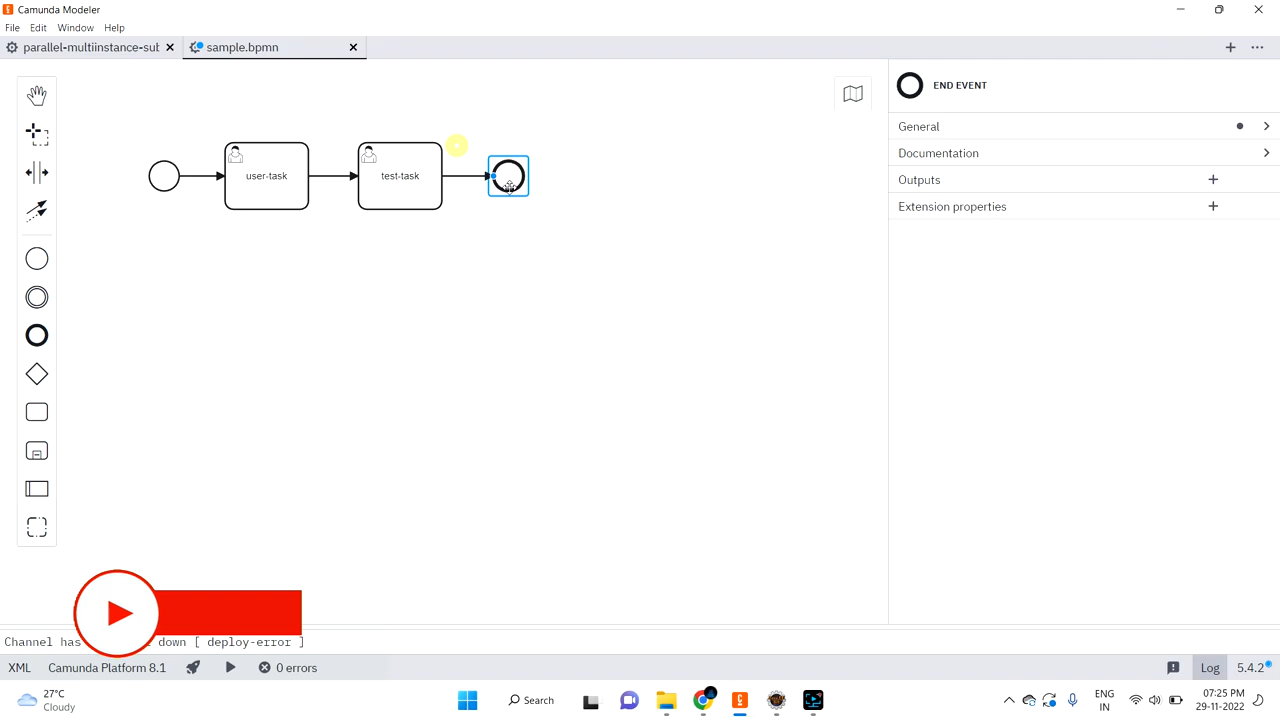 Camunda Modeler
File Edit Window Help
parallel-multiinstance-sub
sample.bpmn
END EVENT
General
Documentation
Outputs
Extension properties
user-task
test-task
Channel has
down [ deploy-error ]
XML Camunda Platform 8.1 0 errors Log 5.4.2
27°C
Cloudy
Search
ENG
IN
07:25 PM
29-11-2022